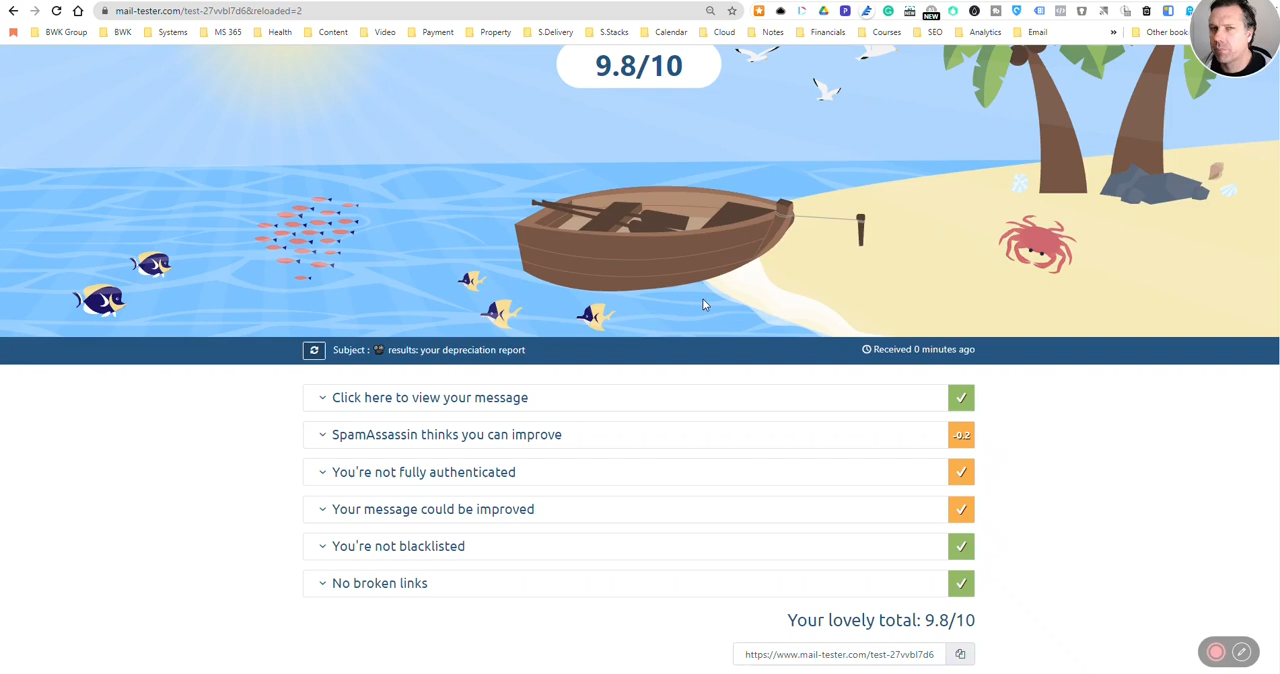 mail-tester.com/test-27vvbl7d6&reloaded=2
NEW
BWK Group BWK Systems MS 365 Health Content Video Payment Property S.Delivery S.Stacks Calendar Cloud Notes Financials Courses SEO Analytics Email » Other book
9.8/10
Subject : results: your depreciation report Received 0 minutes ago
Click here to view your message
SpamAssassin thinks you can improve -0.2
You're not fully authenticated
Your message could be improved
You're not blacklisted
No broken links
Your lovely total: 9.8/10
https://www.mail-tester.com/test-27vvbl7d6